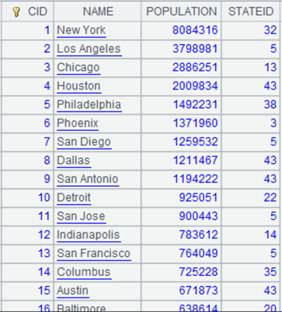 CID NAME POPULATION STATEID
1 New York 8084316 32
2 Los Angeles 3798981 5
3 Chicago 2886251 13
4 Houston 2009834 43
5 Philadelphia 1492231 38
6 Phoenix 1371960 3
7 San Diego 1259532 5
8 Dallas 1211467 43
9 San Antonio 1194222 43
10 Detroit 925051 22
11 San Jose 900443 5
12 Indianapolis 783612 14
13 San Francisco 764049 5
14 Columbus 725228 35
15 Austin 671873 43
16 Baltimore 638614 20